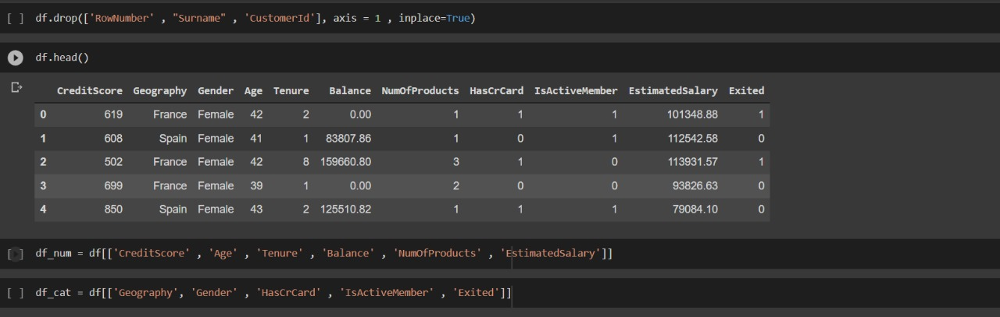 [ ] df.drop(['RowNumber' , "Surname" , 'CustomerId'], axis = 1 , inplace=True)
df.head()
CreditScore Geography Gender Age Tenure Balance NumOfProducts HasCrCard IsActiveMember EstimatedSalary Exited
0 619 France Female 42 2 0.00 1 1 1 101348.88 1
1 608 Spain Female 41 1 83807.86 1 0 1 112542.58 0
2 502 France Female 42 8 159660.80 3 1 0 113931.57 1
3 699 France Female 39 1 0.00 2 0 0 93826.63 0
4 850 Spain Female 43 2 125510.82 1 1 1 79084.10 0
[ ] df_num = df[['CreditScore' , 'Age' , 'Tenure' , 'Balance' , 'NumOfProducts' , 'EstimatedSalary']]
[ ] df_cat = df[['Geography', 'Gender' , 'HasCrCard' , 'IsActiveMember' , 'Exited']]